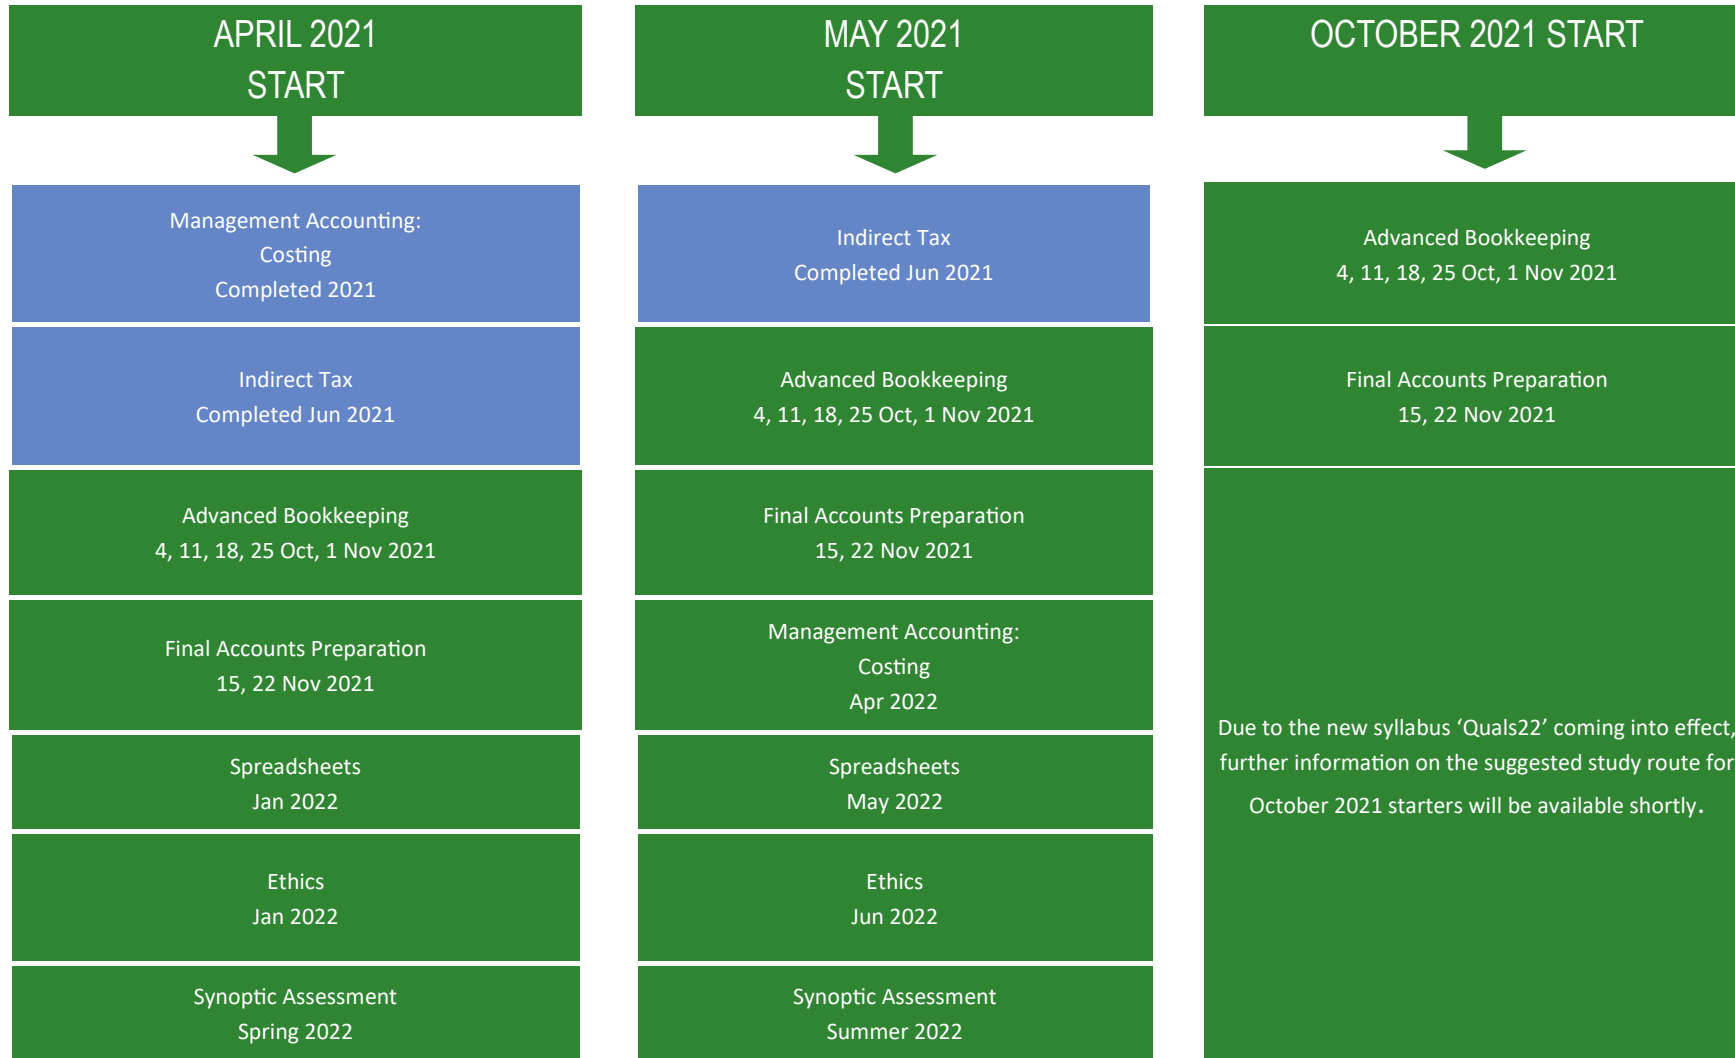 APRIL 2021
START
Management Accounting:
Costing
Completed 2021
Indirect Tax
Completed Jun 2021
Advanced Bookkeeping
4, 11, 18, 25 Oct, 1 Nov 2021
Final Accounts Preparation
15, 22 Nov 2021
Spreadsheets
Jan 2022
Ethics
Jan 2022
Synoptic Assessment
Spring 2022
MAY 2021
START
Indirect Tax
Completed Jun 2021
Advanced Bookkeeping
4, 11, 18, 25 Oct, 1 Nov 2021
Final Accounts Preparation
15, 22 Nov 2021
Management Accounting:
Costing
Apr 2022
Spreadsheets
May 2022
Ethics
Jun 2022
Synoptic Assessment
Summer 2022
OCTOBER 2021 START
Advanced Bookkeeping
4, 11, 18, 25 Oct, 1 Nov 2021
Final Accounts Preparation
15, 22 Nov 2021
Due to the new syllabus ‘Quals22’ coming into effect,
further information on the suggested study route for
October 2021 starters will be available shortly.